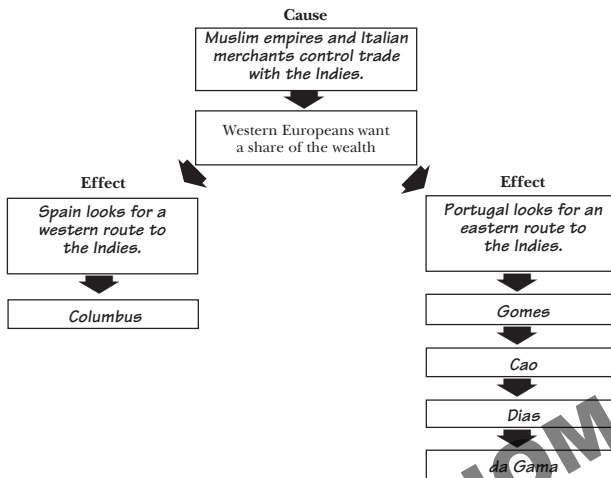 Cause
Muslim empires and Italian
merchants control trade
with the Indies.
Western Europeans want
a share of the wealth
Effect
Spain looks for a
western route to
the Indies.
Columbus
Effect
Portugal looks for an
eastern route to
the Indies.
Gomes
Cao
Dias
da Gama